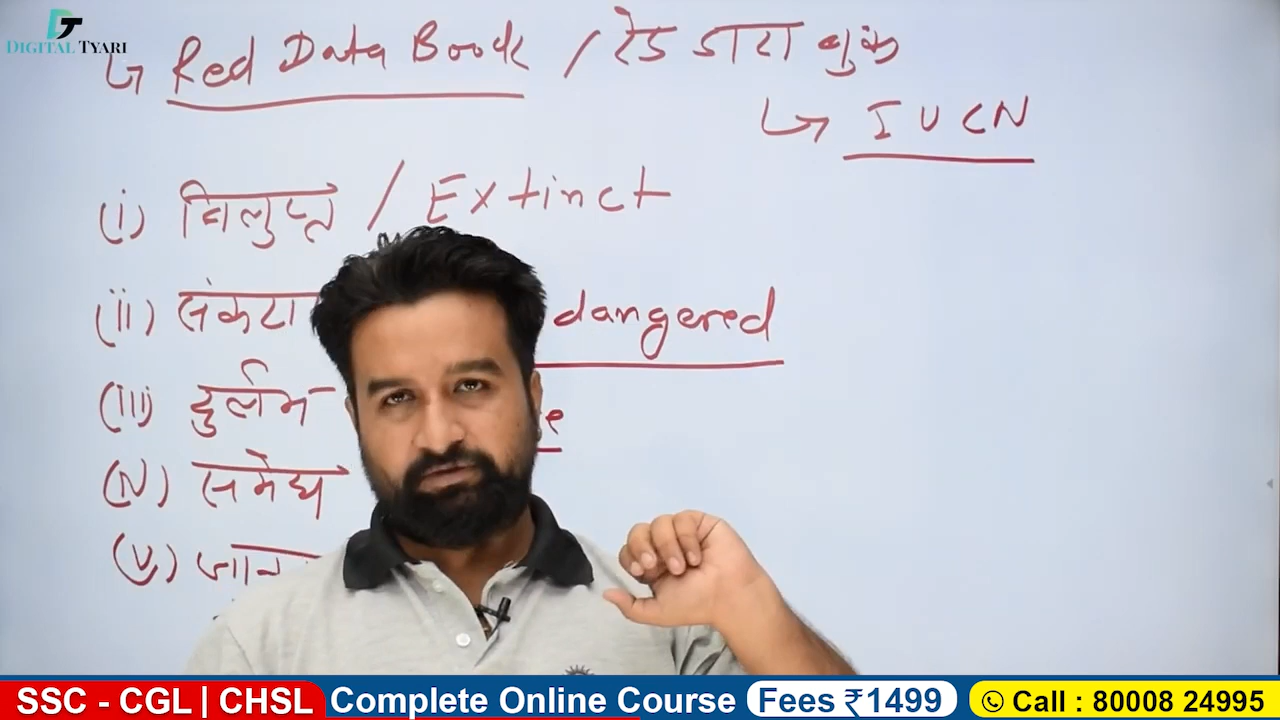 DT
DIGITAL TYARI
↳ Red Data Book / रेड डाटा बुक
↳ IUCN
(i) विलुप्त / Extinct
(ii) संकटा dangered
(iii) दुर्लभ e
(iv)
(v) जान
SSC - CGL | CHSL Complete Online Course Fees ₹1499 Call : 80008 24995